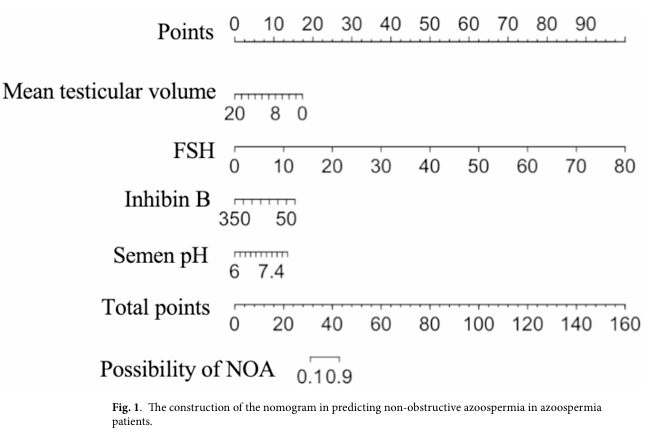 Points 0 10 20 30 40 50 60 70 80 90
Mean testicular volume
20 8 0
FSH
0 10 20 30 40 50 60 70 80
Inhibin B
350 50
Semen pH
6 7.4
Total points
0 20 40 60 80 100 120 140 160
Possibility of NOA 0.1 0.9
Fig. 1. The construction of the nomogram in predicting non-obstructive azoospermia in azoospermia
patients.